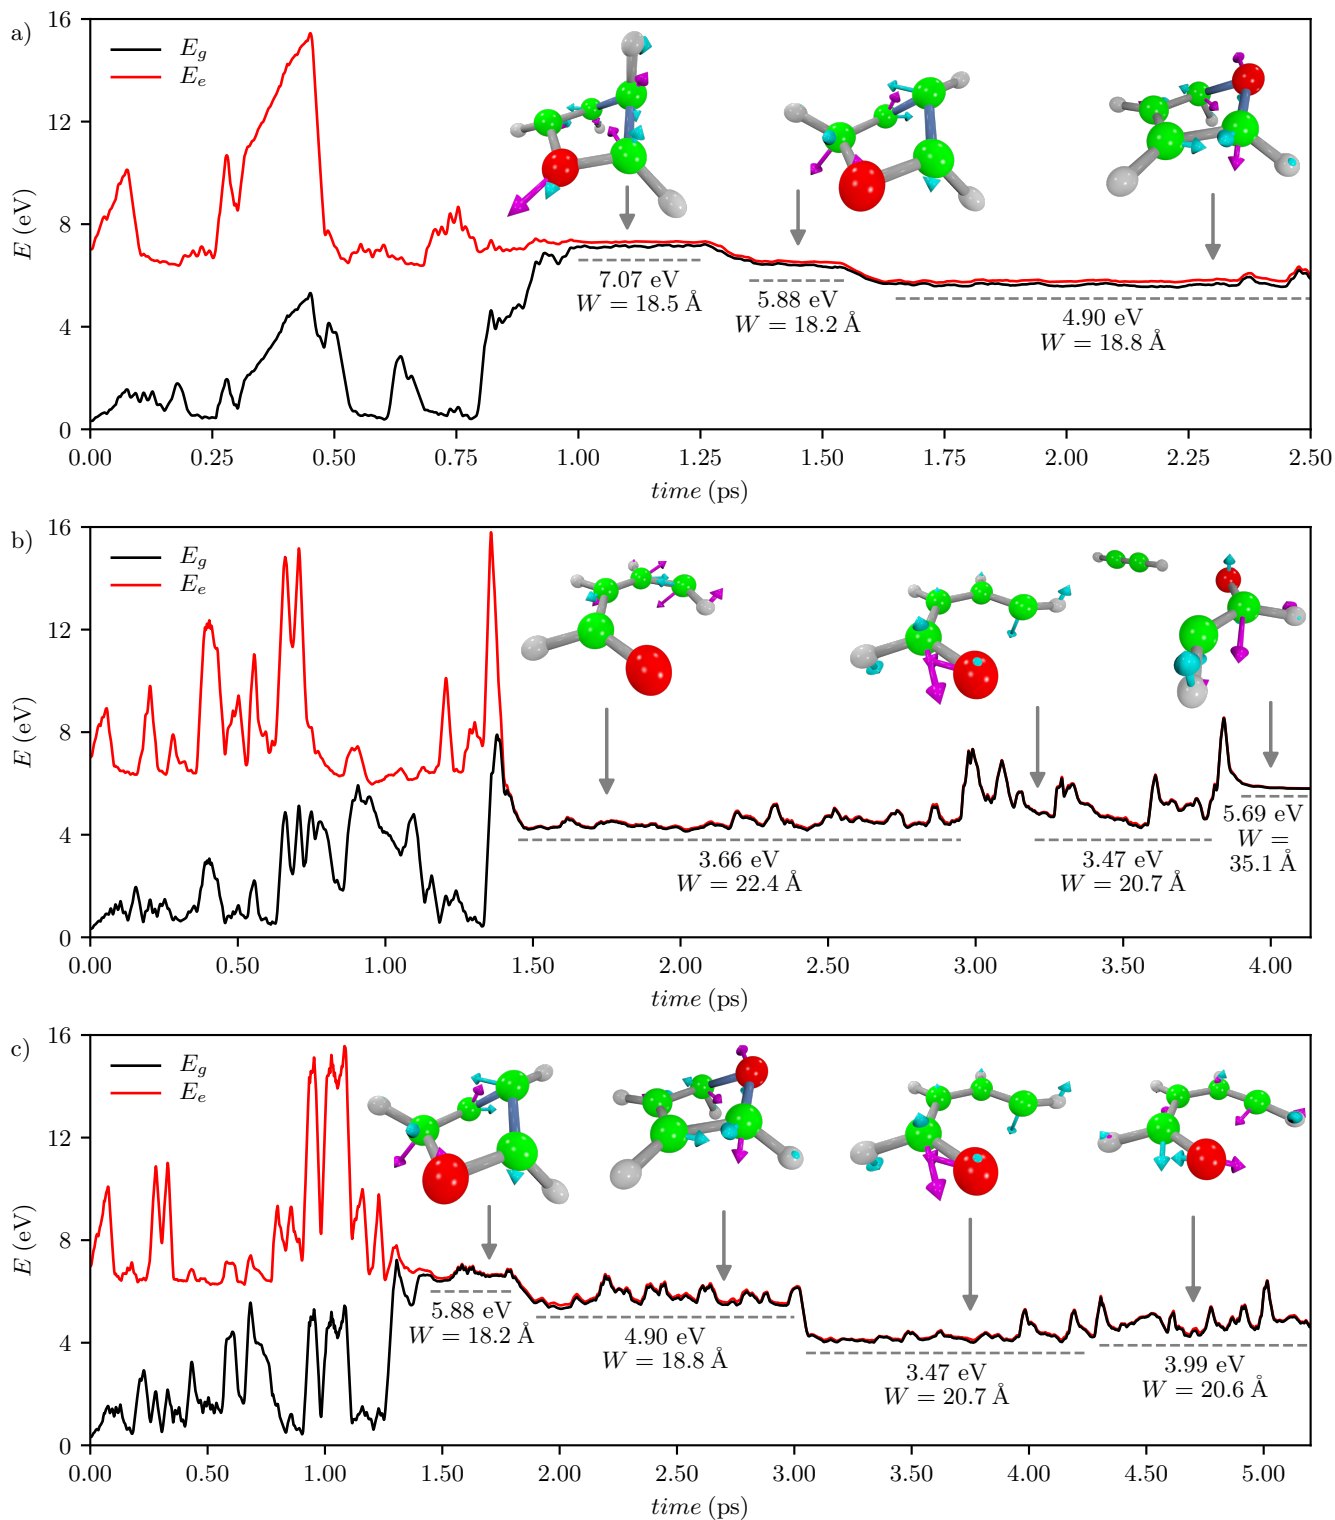 a)
16
12
8
4
0
E (eV)
E_g
E_e
7.07 eV
W = 18.5 Å
5.88 eV
W = 18.2 Å
4.90 eV
W = 18.8 Å
0.00 0.25 0.50 0.75 1.00 1.25 1.50 1.75 2.00 2.25 2.50
time (ps)
b)
16
12
8
4
0
E (eV)
E_g
E_e
3.66 eV
W = 22.4 Å
3.47 eV
W = 20.7 Å
5.69 eV
W =
35.1 Å
0.00 0.50 1.00 1.50 2.00 2.50 3.00 3.50 4.00
time (ps)
c)
16
12
8
4
0
E (eV)
E_g
E_e
5.88 eV
W = 18.2 Å
4.90 eV
W = 18.8 Å
3.47 eV
W = 20.7 Å
3.99 eV
W = 20.6 Å
0.00 0.50 1.00 1.50 2.00 2.50 3.00 3.50 4.00 4.50 5.00
time (ps)